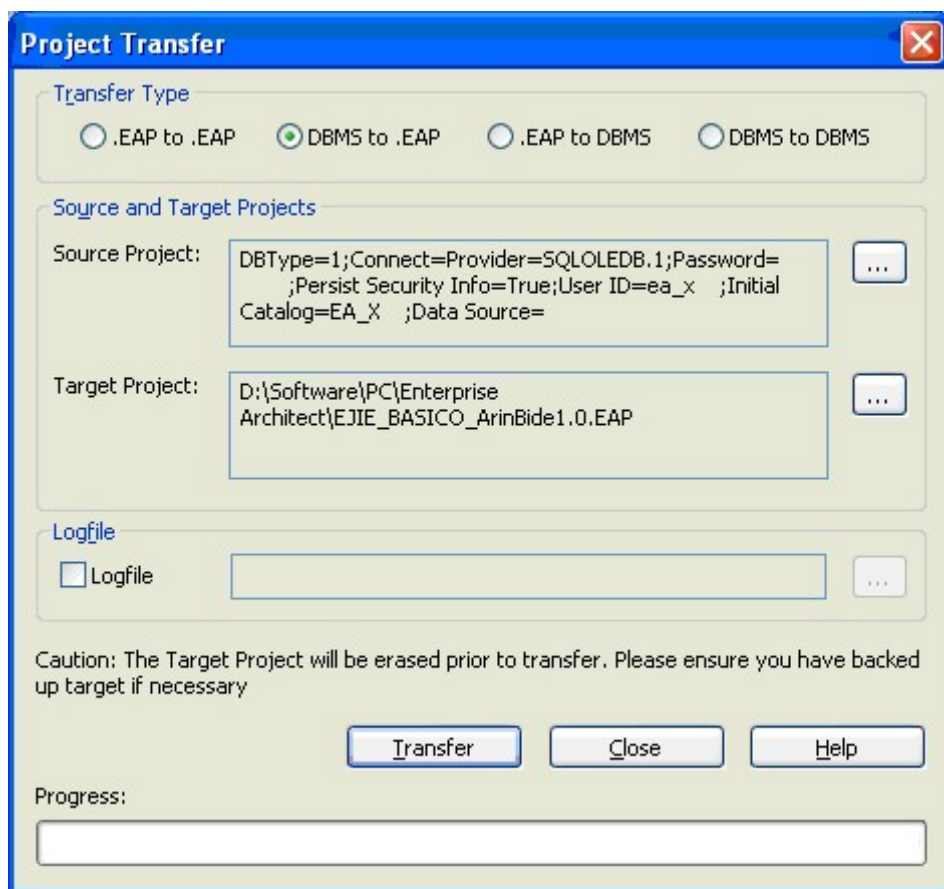 Project Transfer
Transfer Type
.EAP to .EAP DBMS to .EAP .EAP to DBMS DBMS to DBMS
Source and Target Projects
Source Project:
DBType=1;Connect=Provider=SQLOLEDB.1;Password=
;Persist Security Info=True;User ID=ea_x ;Initial
Catalog=EA_X ;Data Source=
...
Target Project:
D:\Software\PC\Enterprise
Architect\EJIE_BASICO_ArinBide1.0.EAP
...
Logfile
Logfile
...
Caution: The Target Project will be erased prior to transfer. Please ensure you have backed
up target if necessary
Transfer Close Help
Progress: